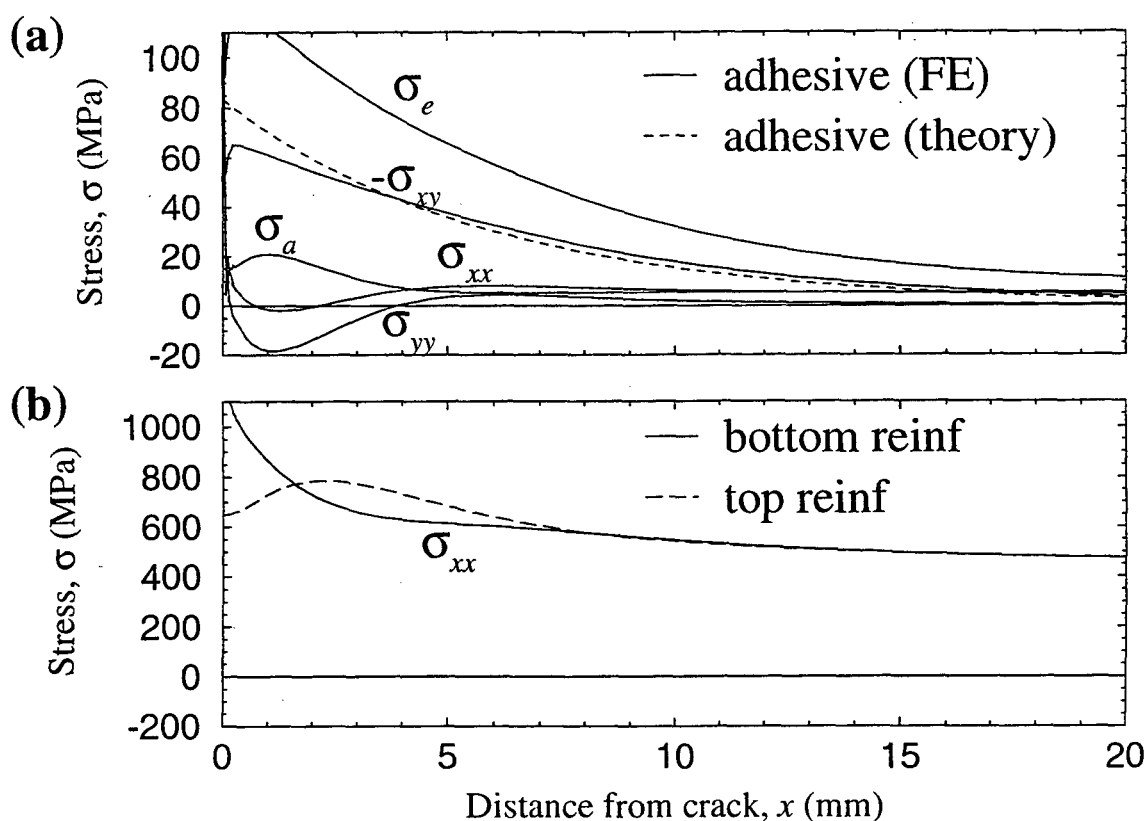 (a)
100
80
60
40
20
0
-20
Stress, σ (MPa)
σe
-σxy
σa
σxx
σyy
adhesive (FE)
adhesive (theory)
(b)
1000
800
600
400
200
0
-200
Stress, σ (MPa)
bottom reinf
top reinf
σxx
0
5
10
15
20
Distance from crack, x (mm)